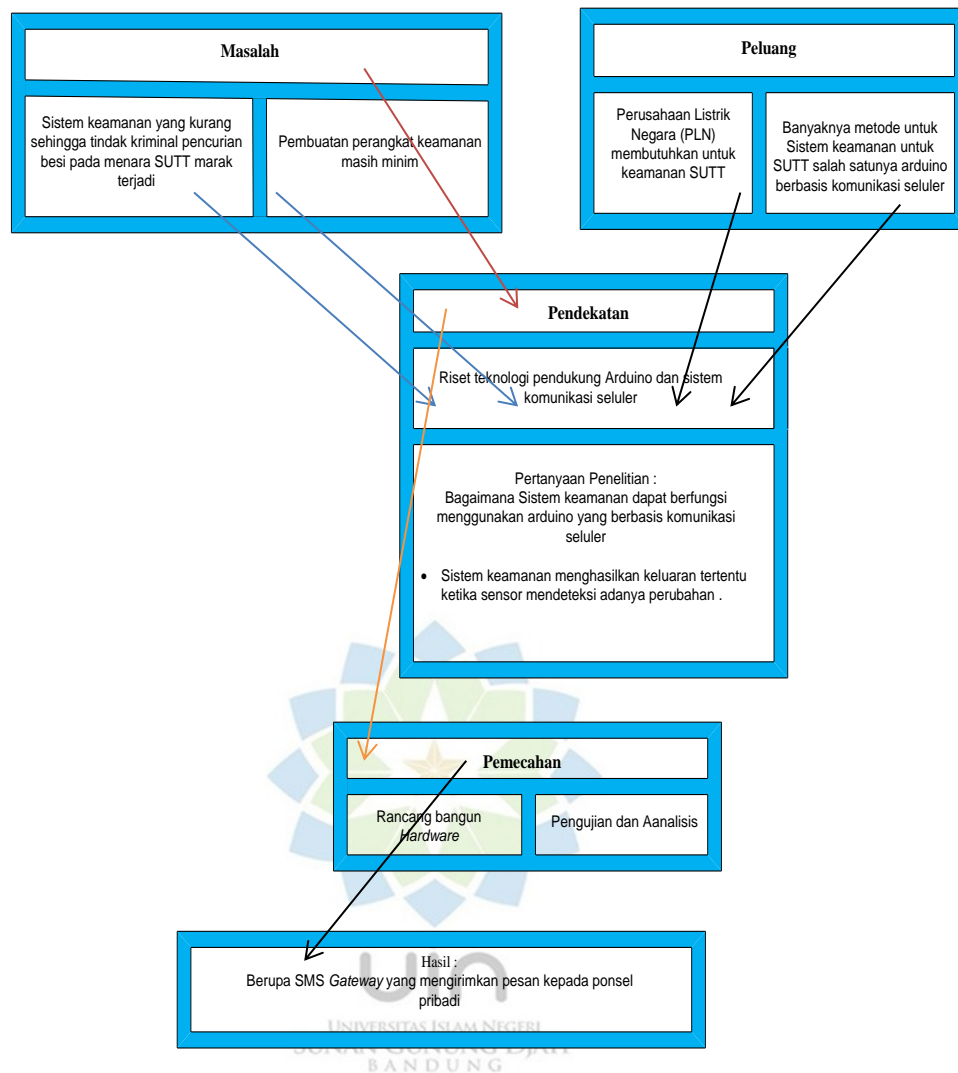 Masalah
Sistem keamanan yang kurang
sehingga tindak kriminal pencurian
besi pada menara SUTT marak
terjadi
Pembuatan perangkat keamanan
masih minim
Peluang
Perusahaan Listrik
Negara (PLN)
membutuhkan untuk
keamanan SUTT
Banyaknya metode untuk
Sistem keamanan untuk
SUTT salah satunya arduino
berbasis komunikasi seluler
Pendekatan
Riset teknologi pendukung Arduino dan sistem
komunikasi seluler
Pertanyaan Penelitian :
Bagaimana Sistem keamanan dapat berfungsi
menggunakan arduino yang berbasis komunikasi
seluler
• Sistem keamanan menghasilkan keluaran tertentu
ketika sensor mendeteksi adanya perubahan .
Pemecahan
Rancang bangun
Hardware
Pengujian dan Aanalisis
Hasil :
Berupa SMS Gateway yang mengirimkan pesan kepada ponsel
pribadi
uin
UNIVERSITAS ISLAM NEGERI
SUNAN GUNUNG DJATI
BANDUNG